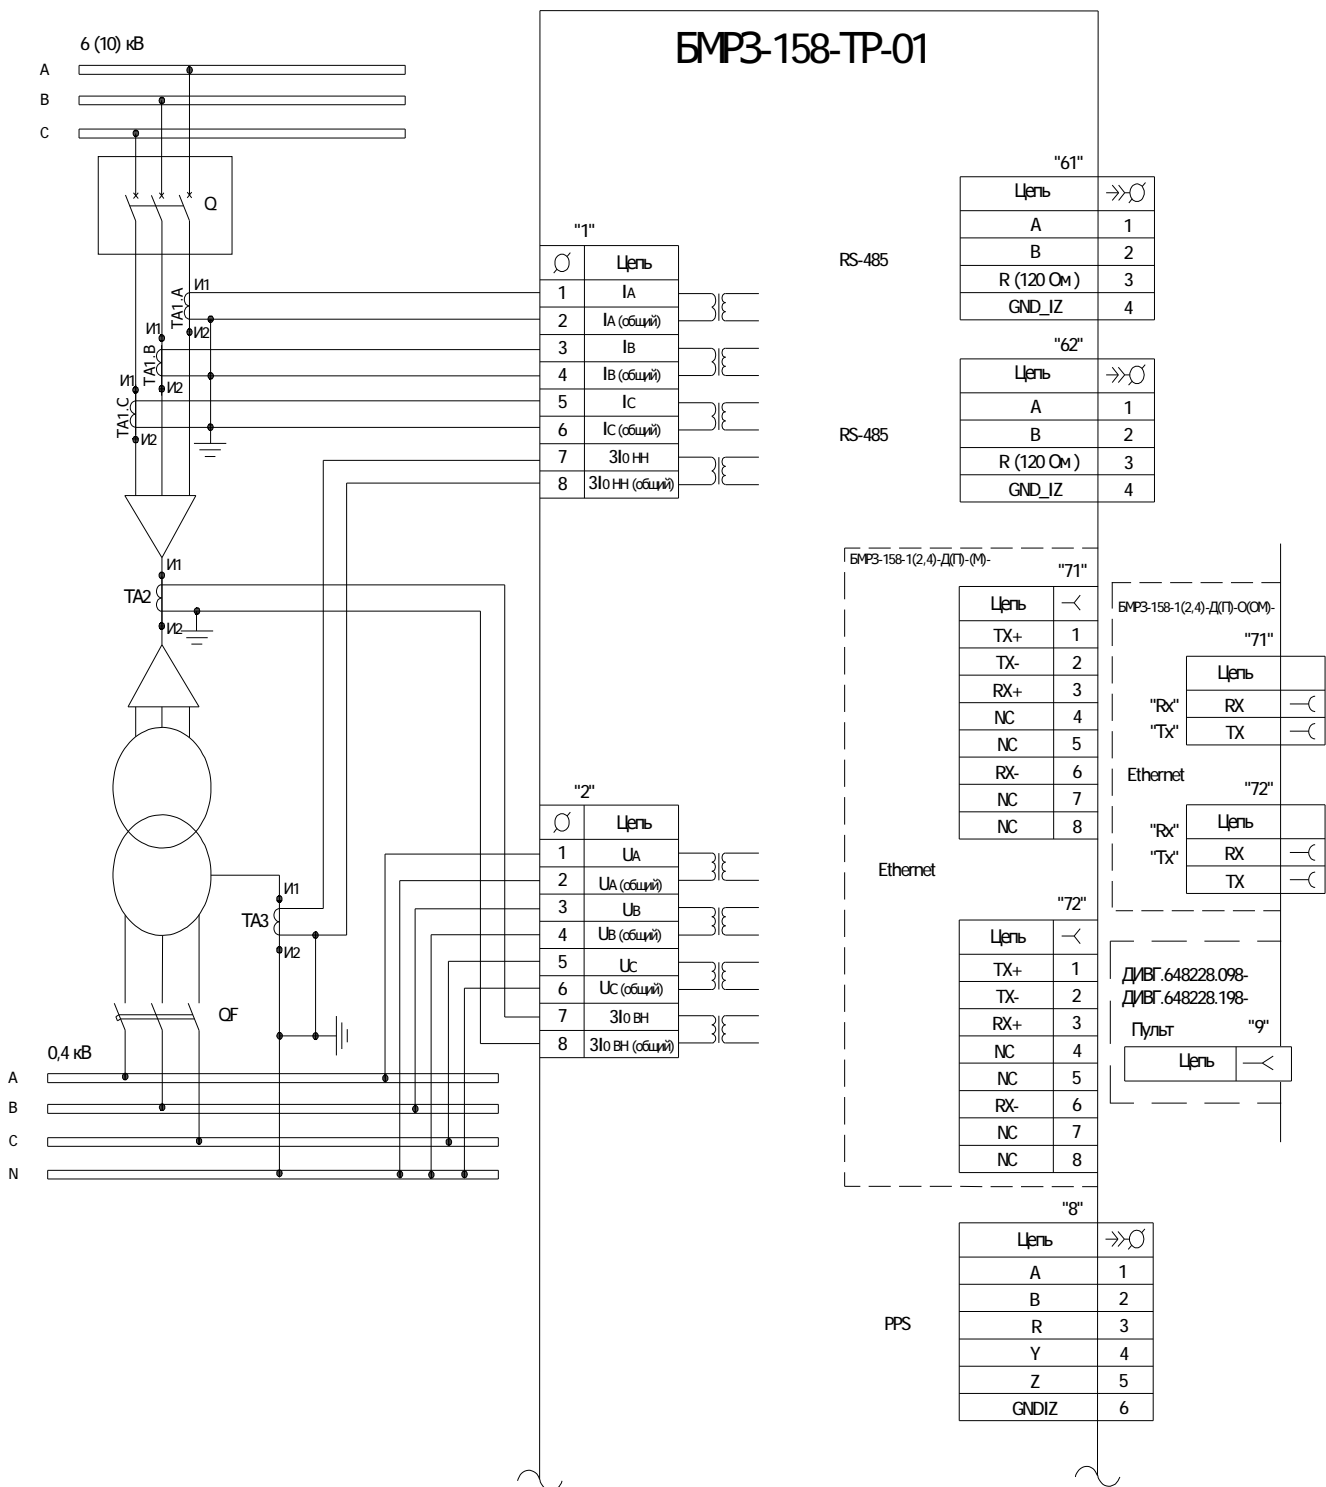 БМРЗ-158-ТР-01
6 (10) кВ
A
B
C
Q
И1
TA1.A
И2
И1
TA1.B
И2
И1
TA1.C
И2
"1"
Цепь
1 IA
2 IA (общий)
3 IB
4 IB (общий)
5 IC
6 IC (общий)
7 3I0 НН
8 3I0 НН (общий)
И1
TA2
И2
"2"
Цепь
1 UA
2 UA (общий)
3 UB
4 UB (общий)
5 UC
6 UC (общий)
7 3I0 ВН
8 3I0 ВН (общий)
И1
TA3
И2
QF
0,4 кВ
A
B
C
N
"61"
Цепь
RS-485
A 1
B 2
R (120 Ом) 3
GND_IZ 4
"62"
Цепь
RS-485
A 1
B 2
R (120 Ом) 3
GND_IZ 4
БМРЗ-158-1(2,4)-Д(П)-(М)-
"71"
Цепь
TX+ 1
TX- 2
RX+ 3
NC 4
NC 5
RX- 6
NC 7
NC 8
Ethernet
"72"
Цепь
TX+ 1
TX- 2
RX+ 3
NC 4
NC 5
RX- 6
NC 7
NC 8
БМРЗ-158-1(2,4)-Д(П)-О(ОМ)-
"71"
Цепь
"Rx" RX
"Tx" TX
Ethernet
"72"
Цепь
"Rx" RX
"Tx" TX
ДИВГ.648228.098-
ДИВГ.648228.198-
Пульт "9"
Цепь
"8"
Цепь
PPS
A 1
B 2
R 3
Y 4
Z 5
GNDIZ 6